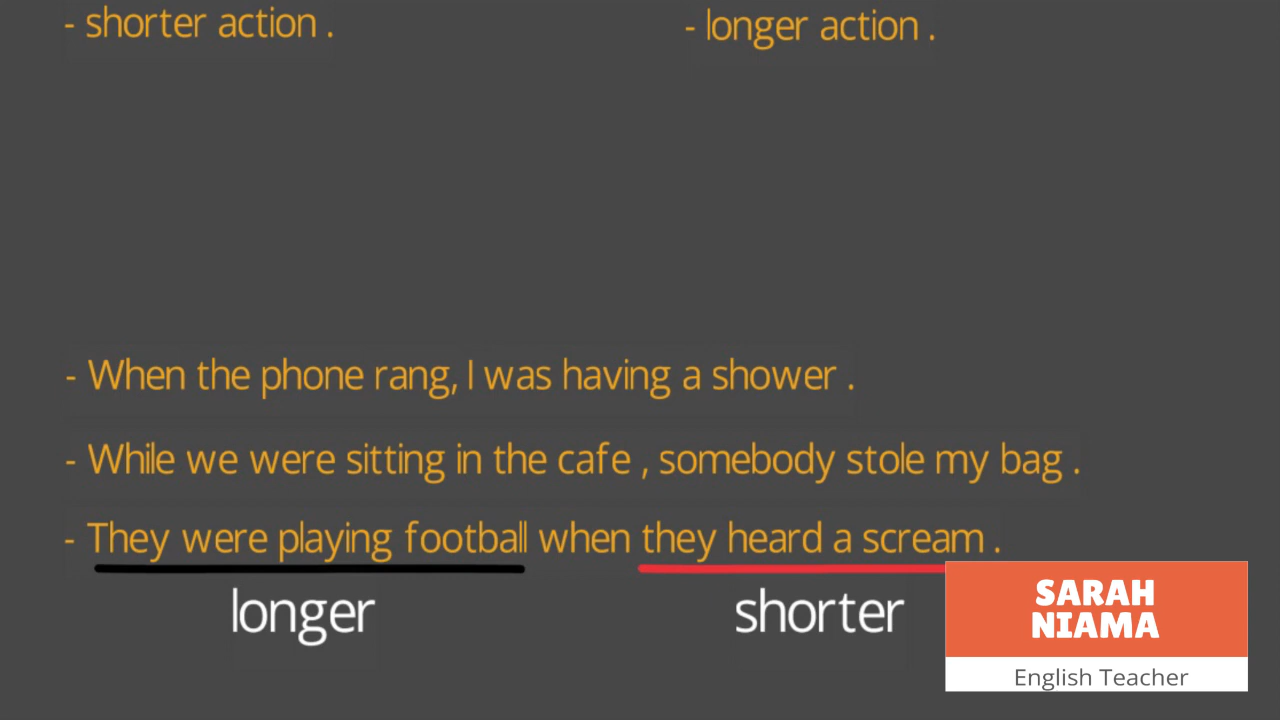 - shorter action .
- longer action .
- When the phone rang, I was having a shower .
- While we were sitting in the cafe , somebody stole my bag .
- They were playing football when they heard a scream .
longer
shorter
SARAH
NIAMA
English Teacher